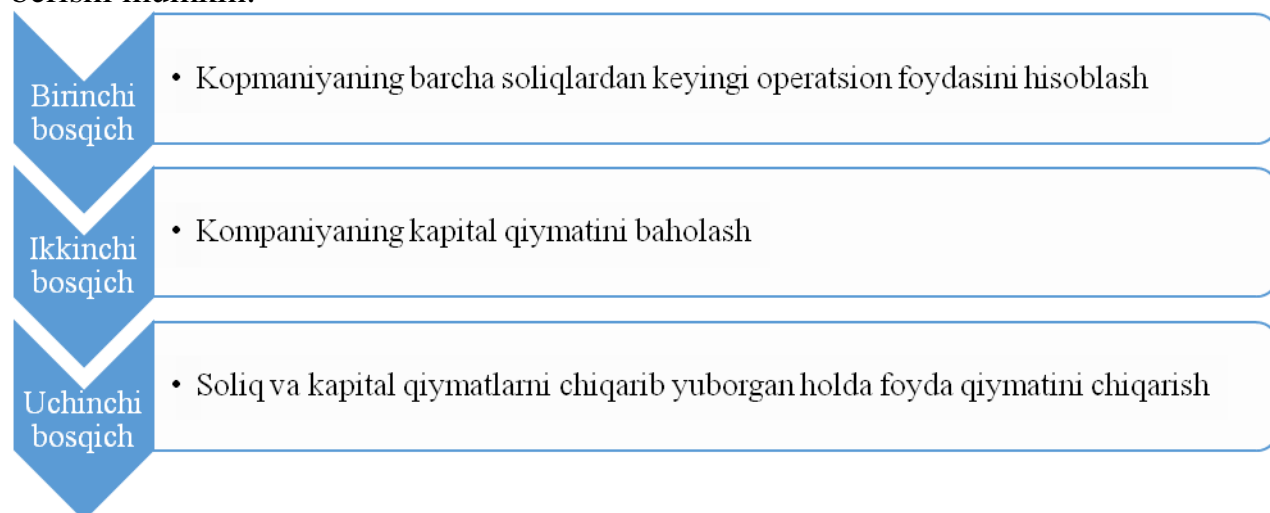 Birinchi
bosqich
• Kopmaniyaning barcha soliqlardan keyingi operatsion foydasini hisoblash
Ikkinchi
bosqich
• Kompaniyaning kapital qiymatini baholash
Uchinchi
bosqich
• Soliq va kapital qiymatlarni chiqarib yuborgan holda foyda qiymatini chiqarish